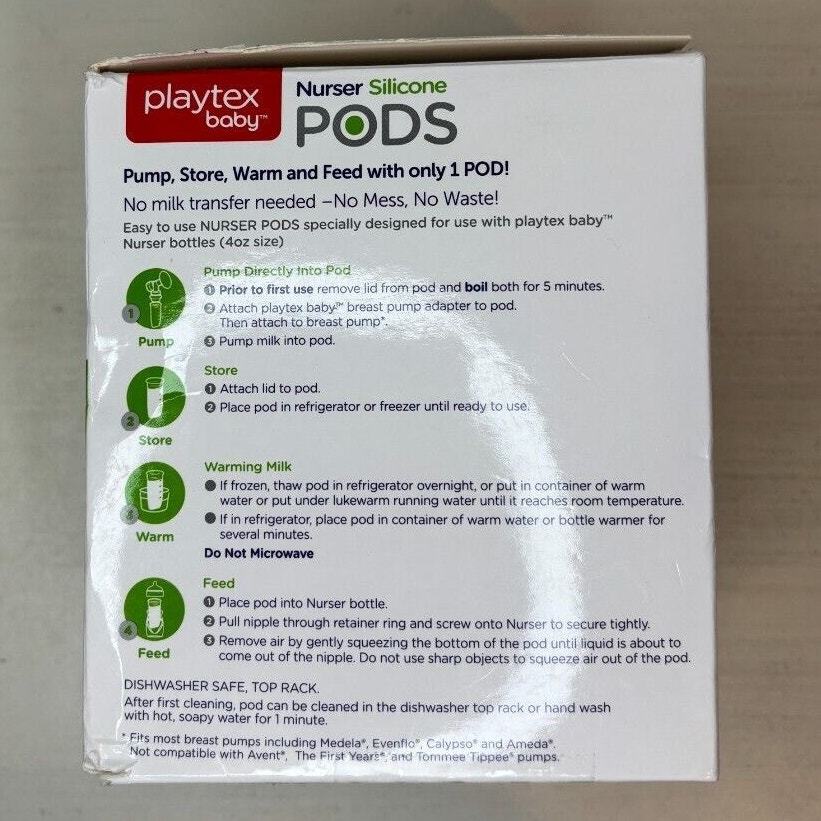 playtex
baby™
Nurser Silicone
PODS
Pump, Store, Warm and Feed with only 1 POD!
No milk transfer needed –No Mess, No Waste!
Easy to use NURSER PODS specially designed for use with playtex baby™
Nurser bottles (4oz size)
Pump Directly Into Pod
1 Prior to first use remove lid from pod and boil both for 5 minutes.
2 Attach playtex baby™ breast pump adapter to pod.
Then attach to breast pump*.
3 Pump milk into pod.
1
Pump
Store
1 Attach lid to pod.
2 Place pod in refrigerator or freezer until ready to use.
2
Store
Warming Milk
● If frozen, thaw pod in refrigerator overnight, or put in container of warm
water or put under lukewarm running water until it reaches room temperature.
● If in refrigerator, place pod in container of warm water or bottle warmer for
several minutes.
Do Not Microwave
3
Warm
Feed
1 Place pod into Nurser bottle.
2 Pull nipple through retainer ring and screw onto Nurser to secure tightly.
3 Remove air by gently squeezing the bottom of the pod until liquid is about to
come out of the nipple. Do not use sharp objects to squeeze air out of the pod.
4
Feed
DISHWASHER SAFE, TOP RACK.
After first cleaning, pod can be cleaned in the dishwasher top rack or hand wash
with hot, soapy water for 1 minute.
* Fits most breast pumps including Medela®, Evenflo®, Calypso® and Ameda®.
Not compatible with Avent®, The First Years®, and Tommee Tippee® pumps.